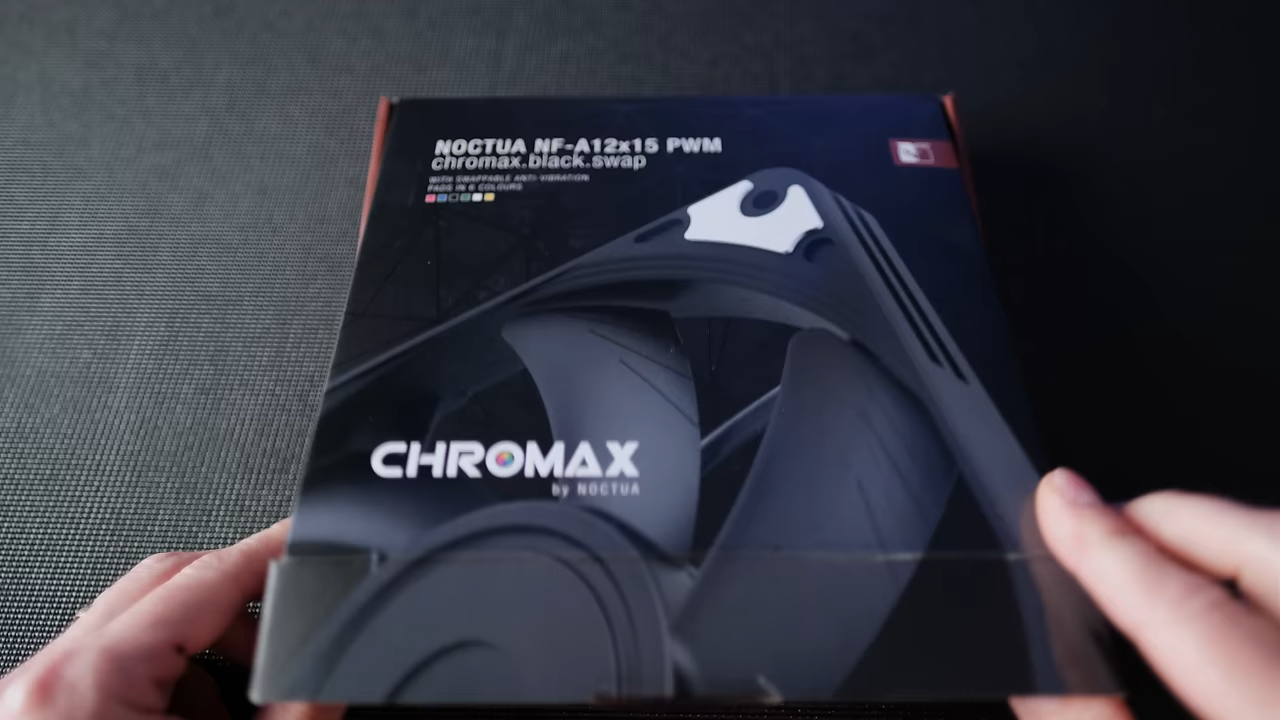 NOCTUA NF-A12x15 PWM
chromax.black.swap
WITH SWAPPABLE ANTI-VIBRATION
PADS IN 6 COLOURS
CHROMAX
by NOCTUA